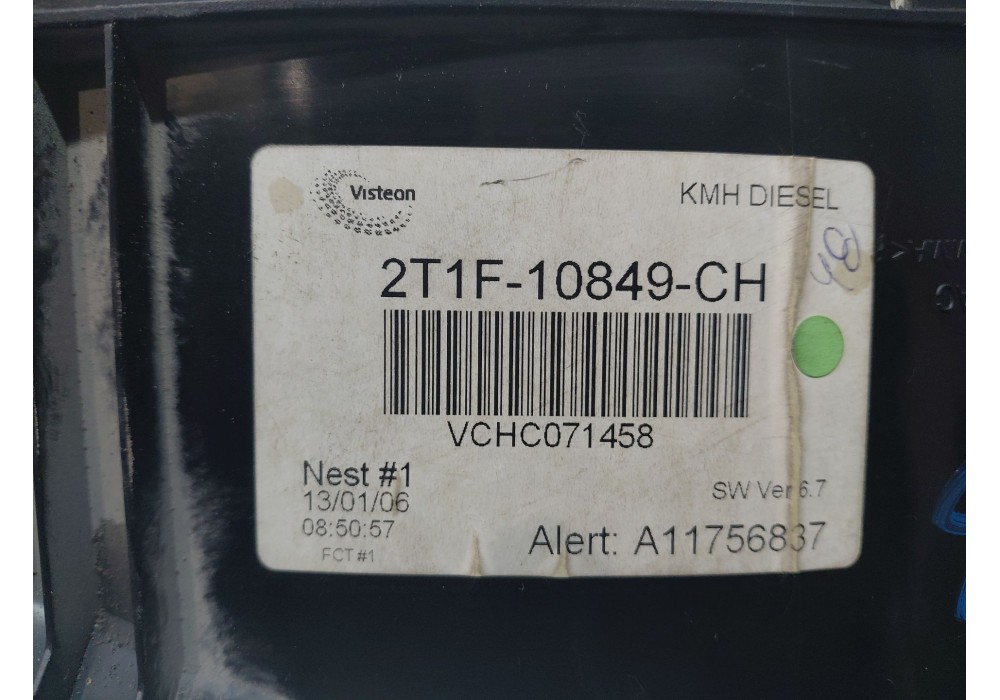 Visteon
KMH DIESEL
2T1F-10849-CH
VCHC071458
Nest #1
13/01/06
08:50:57
FCT #1
SW Ver 6.7
Alert: A11756837